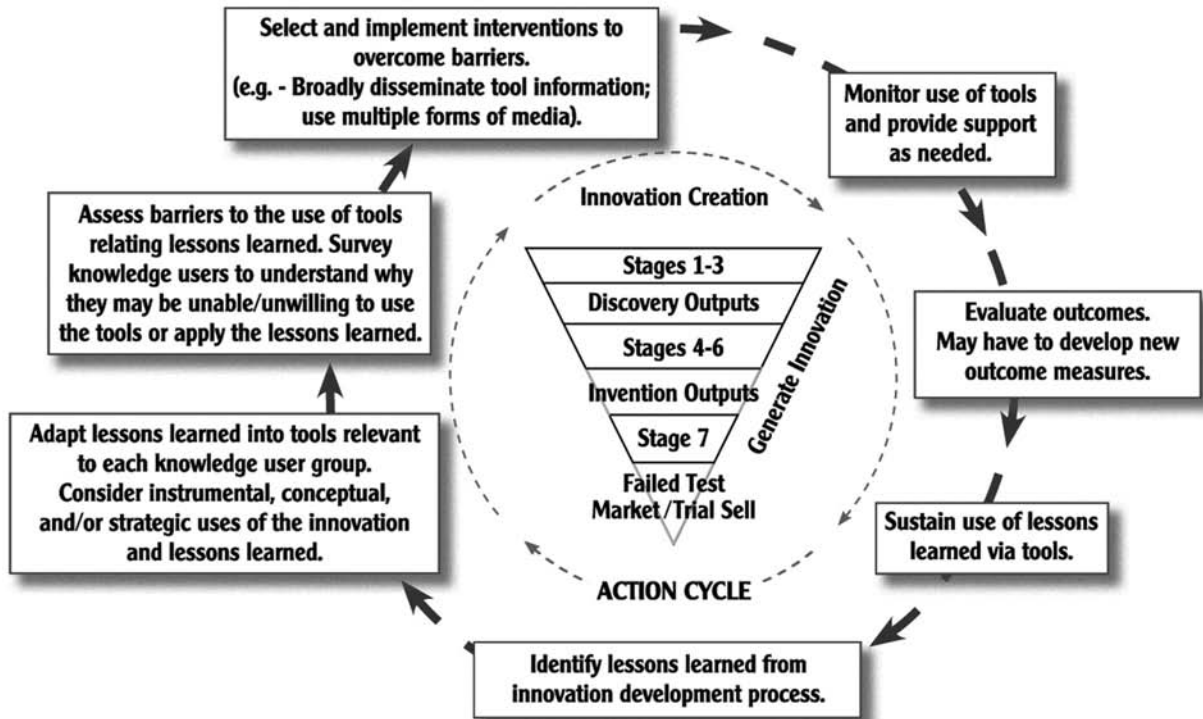 Select and implement interventions to
overcome barriers.
(e.g. - Broadly disseminate tool information;
use multiple forms of media).
Monitor use of tools
and provide support
as needed.
Assess barriers to the use of tools
relating lessons learned. Survey
knowledge users to understand why
they may be unable/unwilling to use
the tools or apply the lessons learned.
Innovation Creation
Stages 1-3
Discovery Outputs
Stages 4-6
Invention Outputs
Stage 7
Failed Test
Market /Trial Sell
Generate Innovation
Evaluate outcomes.
May have to develop new
outcome measures.
Adapt lessons learned into tools relevant
to each knowledge user group.
Consider instrumental, conceptual,
and/or strategic uses of the innovation
and lessons learned.
Sustain use of lessons
learned via tools.
ACTION CYCLE
Identify lessons learned from
innovation development process.